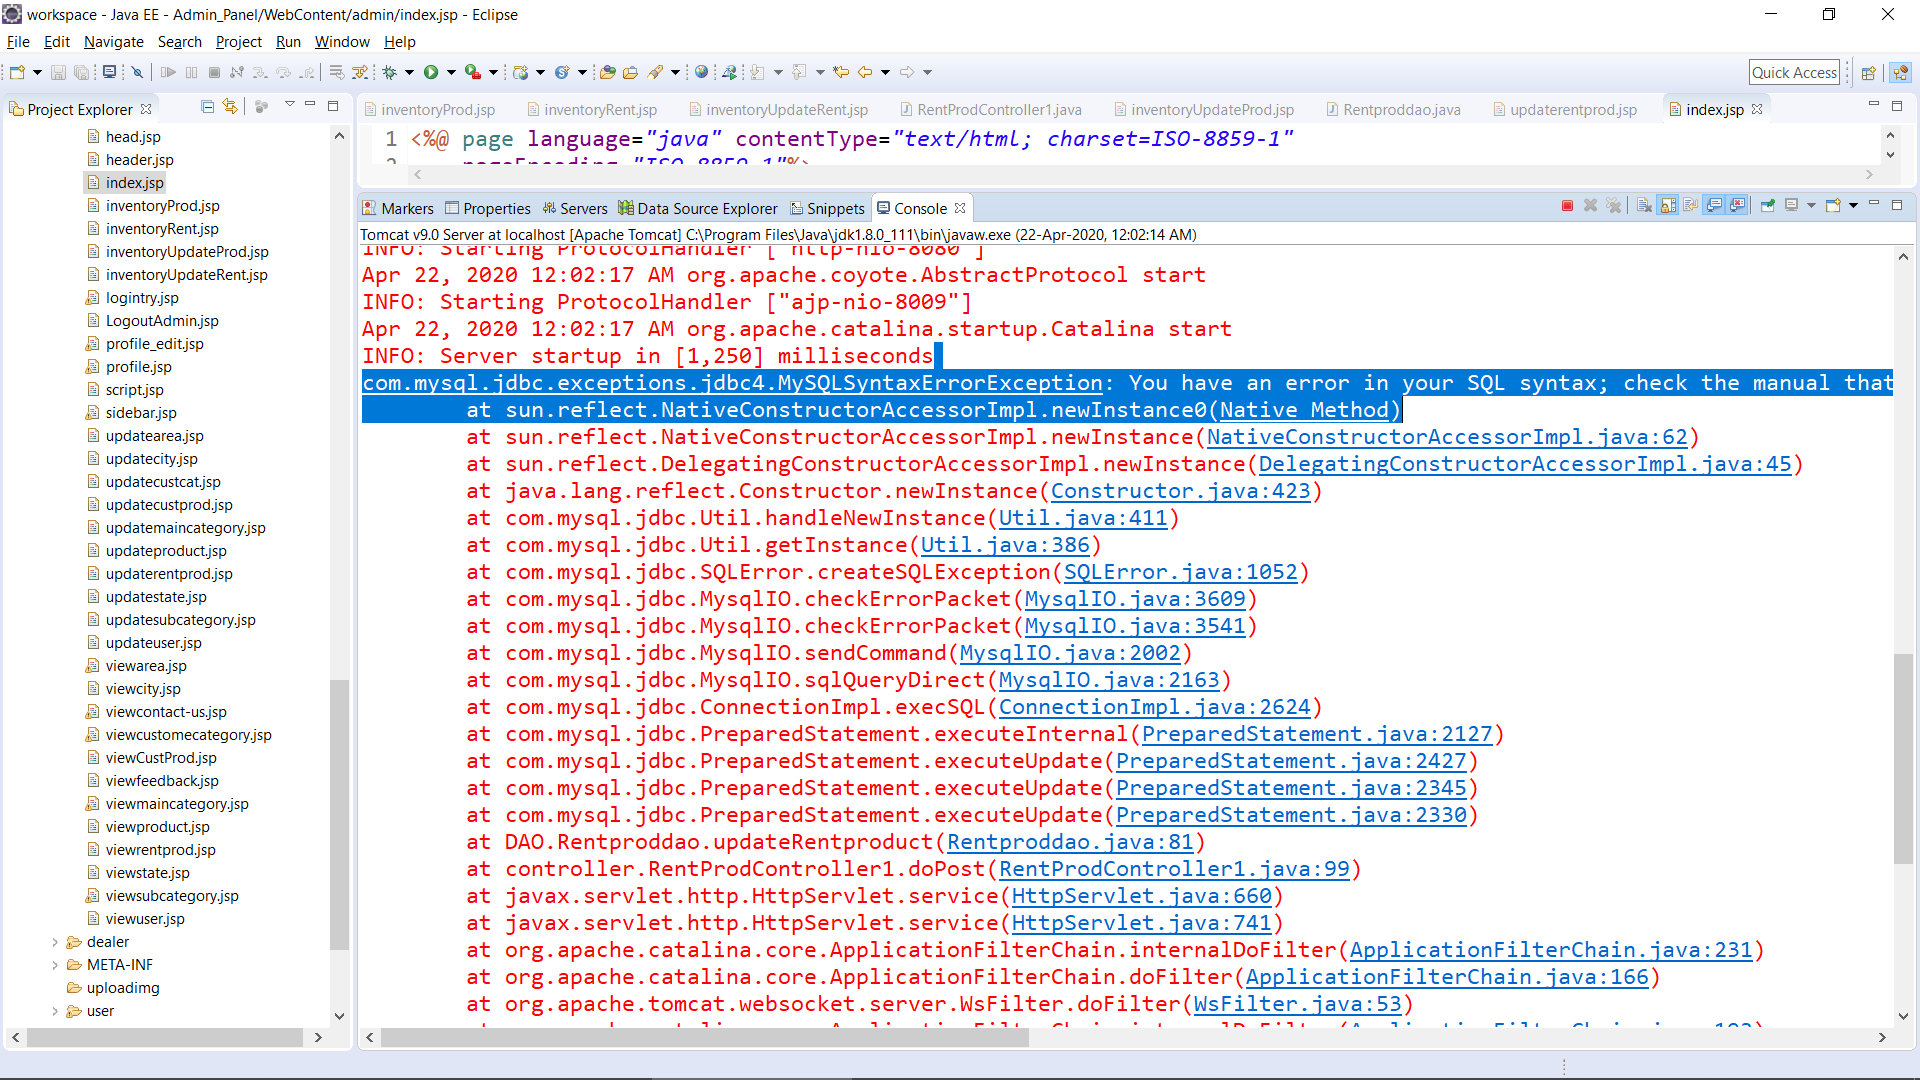 workspace - Java EE - Admin_Panel/WebContent/admin/index.jsp - Eclipse
File Edit Navigate Search Project Run Window Help
Quick Access
Project Explorer
head.jsp
header.jsp
index.jsp
inventoryProd.jsp
inventoryRent.jsp
inventoryUpdateProd.jsp
inventoryUpdateRent.jsp
logintry.jsp
LogoutAdmin.jsp
profile_edit.jsp
profile.jsp
script.jsp
sidebar.jsp
updatearea.jsp
updatecity.jsp
updatecustcat.jsp
updatecustprod.jsp
updatemaincategory.jsp
updateproduct.jsp
updaterentprod.jsp
updatestate.jsp
updatesubcategory.jsp
updateuser.jsp
viewarea.jsp
viewcity.jsp
viewcontact-us.jsp
viewcustomecategory.jsp
viewCustProd.jsp
viewfeedback.jsp
viewmaincategory.jsp
viewproduct.jsp
viewrentprod.jsp
viewstate.jsp
viewsubcategory.jsp
viewuser.jsp
dealer
META-INF
uploadimg
user
inventoryProd.jsp inventoryRent.jsp inventoryUpdateRent.jsp RentProdController1.java inventoryUpdateProd.jsp Rentproddao.java updaterentprod.jsp index.jsp
1 <%@ page language="java" contentType="text/html; charset=ISO-8859-1"
2 pageEncoding="ISO-8859-1"%>
Markers Properties Servers Data Source Explorer Snippets Console
Tomcat v9.0 Server at localhost [Apache Tomcat] C:\Program Files\Java\jdk1.8.0_111\bin\javaw.exe (22-Apr-2020, 12:02:14 AM)
INFO: Starting ProtocolHandler ["http-nio-8080"]
Apr 22, 2020 12:02:17 AM org.apache.coyote.AbstractProtocol start
INFO: Starting ProtocolHandler ["ajp-nio-8009"]
Apr 22, 2020 12:02:17 AM org.apache.catalina.startup.Catalina start
INFO: Server startup in [1,250] milliseconds
com.mysql.jdbc.exceptions.jdbc4.MySQLSyntaxErrorException: You have an error in your SQL syntax; check the manual that
at sun.reflect.NativeConstructorAccessorImpl.newInstance0(Native Method)
at sun.reflect.NativeConstructorAccessorImpl.newInstance(NativeConstructorAccessorImpl.java:62)
at sun.reflect.DelegatingConstructorAccessorImpl.newInstance(DelegatingConstructorAccessorImpl.java:45)
at java.lang.reflect.Constructor.newInstance(Constructor.java:423)
at com.mysql.jdbc.Util.handleNewInstance(Util.java:411)
at com.mysql.jdbc.Util.getInstance(Util.java:386)
at com.mysql.jdbc.SQLError.createSQLException(SQLError.java:1052)
at com.mysql.jdbc.MysqlIO.checkErrorPacket(MysqlIO.java:3609)
at com.mysql.jdbc.MysqlIO.checkErrorPacket(MysqlIO.java:3541)
at com.mysql.jdbc.MysqlIO.sendCommand(MysqlIO.java:2002)
at com.mysql.jdbc.MysqlIO.sqlQueryDirect(MysqlIO.java:2163)
at com.mysql.jdbc.ConnectionImpl.execSQL(ConnectionImpl.java:2624)
at com.mysql.jdbc.PreparedStatement.executeInternal(PreparedStatement.java:2127)
at com.mysql.jdbc.PreparedStatement.executeUpdate(PreparedStatement.java:2427)
at com.mysql.jdbc.PreparedStatement.executeUpdate(PreparedStatement.java:2345)
at com.mysql.jdbc.PreparedStatement.executeUpdate(PreparedStatement.java:2330)
at DAO.Rentproddao.updateRentproduct(Rentproddao.java:81)
at controller.RentProdController1.doPost(RentProdController1.java:99)
at javax.servlet.http.HttpServlet.service(HttpServlet.java:660)
at javax.servlet.http.HttpServlet.service(HttpServlet.java:741)
at org.apache.catalina.core.ApplicationFilterChain.internalDoFilter(ApplicationFilterChain.java:231)
at org.apache.catalina.core.ApplicationFilterChain.doFilter(ApplicationFilterChain.java:166)
at org.apache.tomcat.websocket.server.WsFilter.doFilter(WsFilter.java:53)